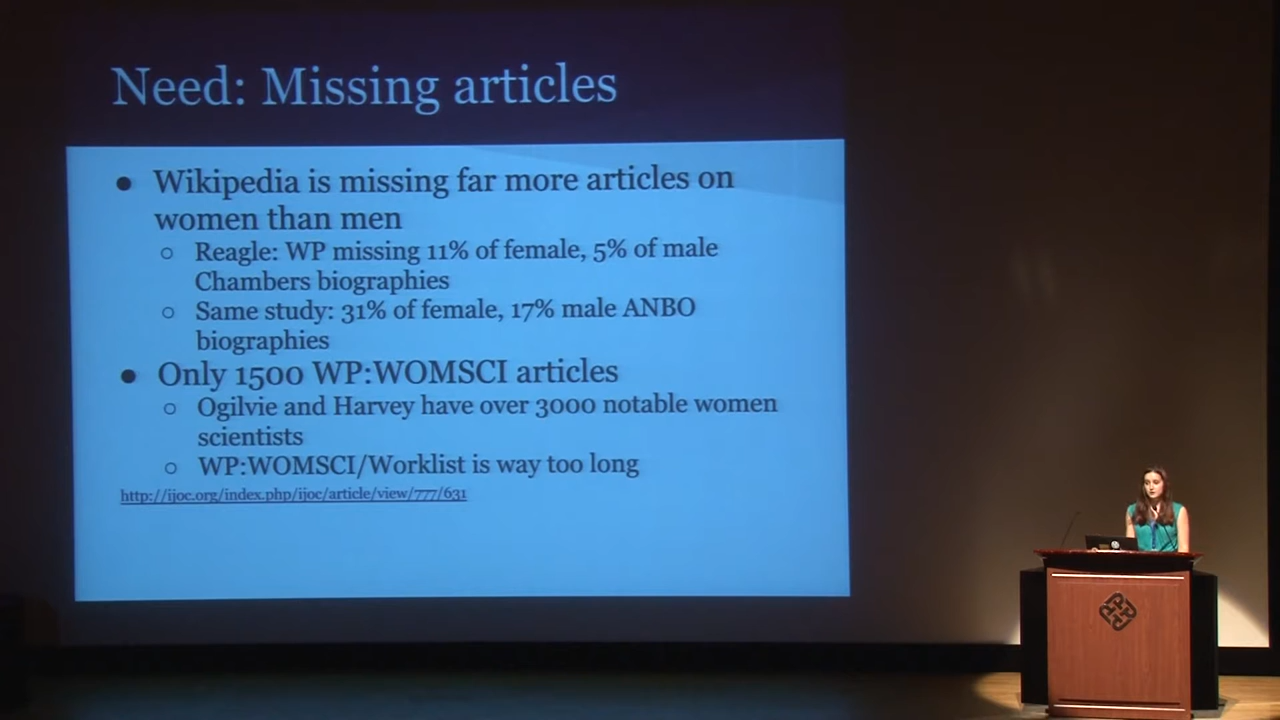 Need: Missing articles
● Wikipedia is missing far more articles on
women than men
○ Reagle: WP missing 11% of female, 5% of male
Chambers biographies
○ Same study: 31% of female, 17% male ANBO
biographies
● Only 1500 WP:WOMSCI articles
○ Ogilvie and Harvey have over 3000 notable women
scientists
○ WP:WOMSCI/Worklist is way too long
http://ijoc.org/index.php/ijoc/article/view/777/631